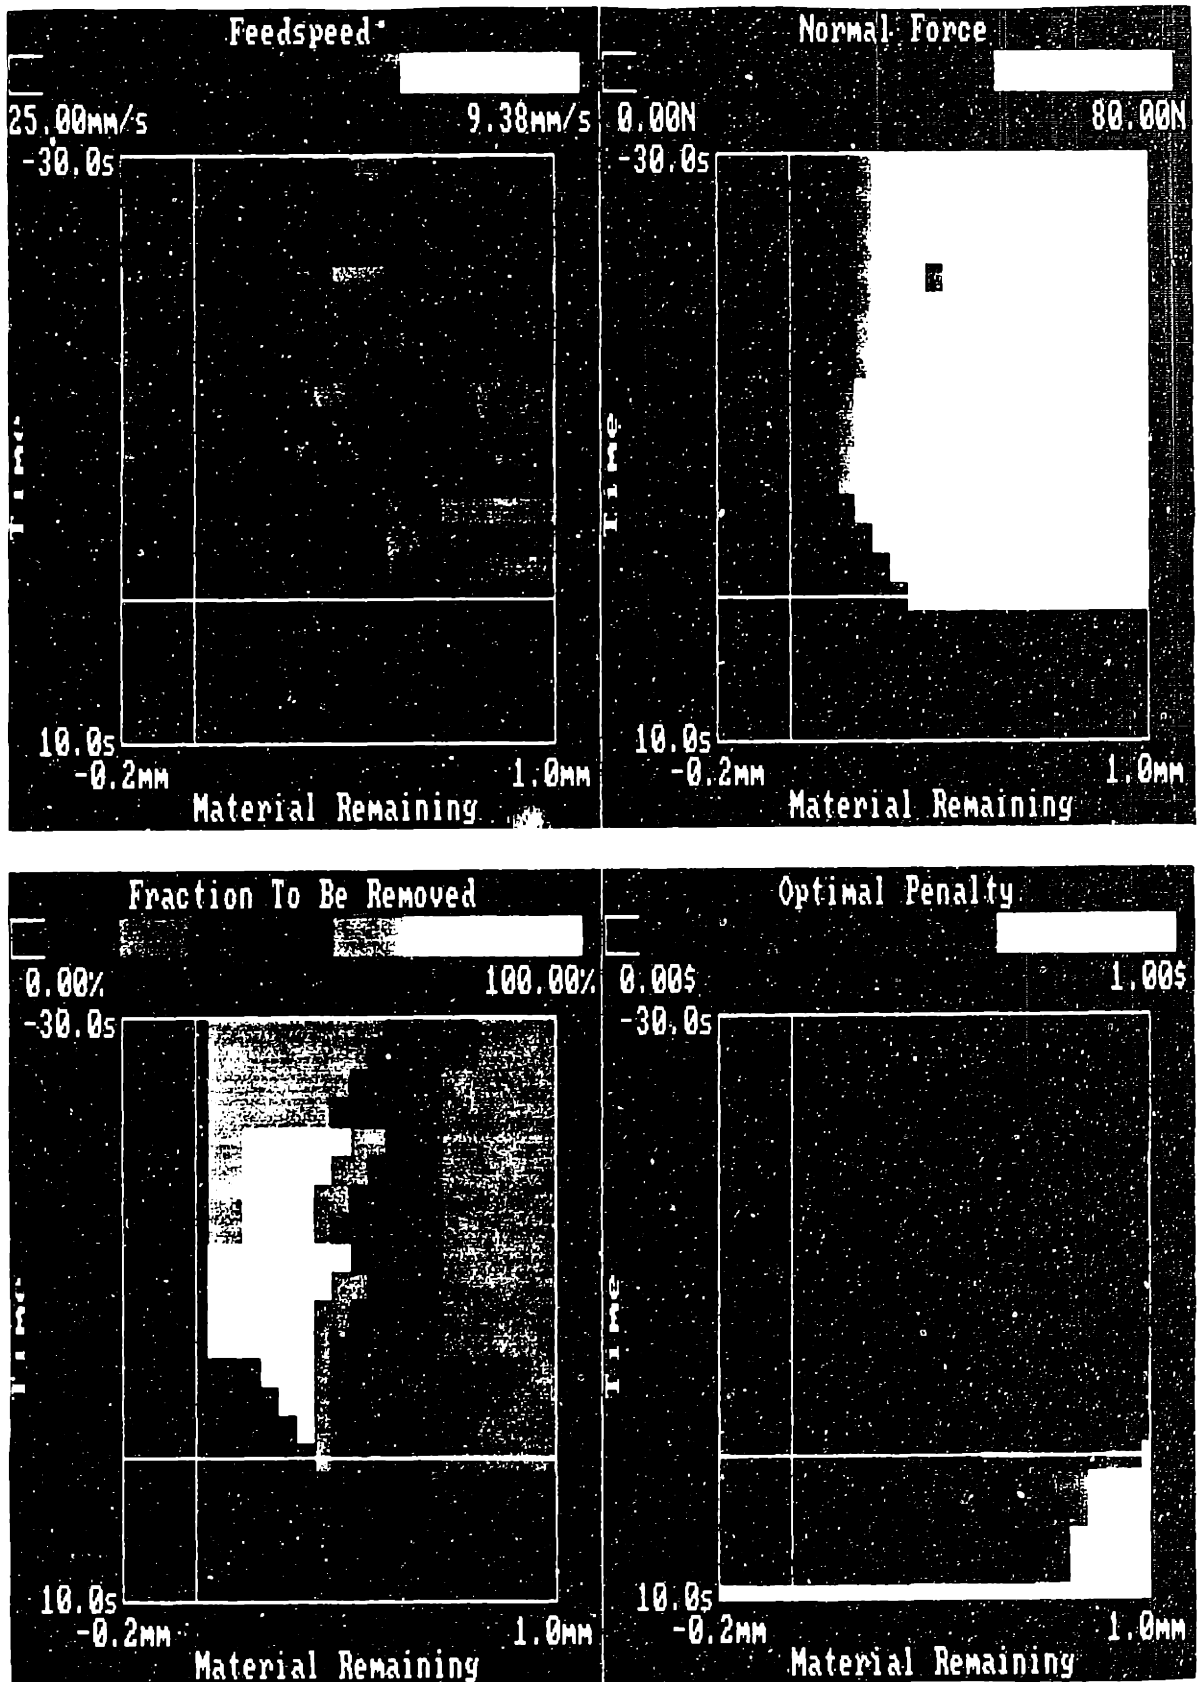 Feedspeed
25.00mm/s 9.38mm/s
-30.0s
Time
10.0s
-0.2mm 1.0mm
Material Remaining
Normal Force
0.00N 80.00N
-30.0s
Time
10.0s
-0.2mm 1.0mm
Material Remaining
Fraction To Be Removed
0.00% 100.00%
-30.0s
Time
10.0s
-0.2mm 1.0mm
Material Remaining
Optimal Penalty
0.00$ 1.00$
-30.0s
Time
10.0s
-0.2mm 1.0mm
Material Remaining